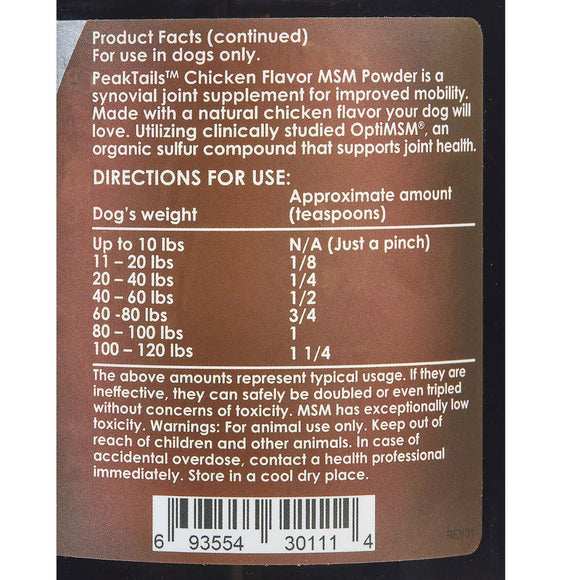 Product Facts (continued)
For use in dogs only.
PeakTails™ Chicken Flavor MSM Powder is a
synovial joint supplement for improved mobility.
Made with a natural chicken flavor your dog will
love. Utilizing clinically studied OptiMSM®, an
organic sulfur compound that supports joint health.
DIRECTIONS FOR USE:
Dog's weight Approximate amount (teaspoons)
Up to 10 lbs N/A (Just a pinch)
11 – 20 lbs 1/8
20 – 40 lbs 1/4
40 – 60 lbs 1/2
60 -80 lbs 3/4
80 – 100 lbs 1
100 – 120 lbs 1 1/4
The above amounts represent typical usage. If they are
ineffective, they can safely be doubled or even tripled
without concerns of toxicity. MSM has exceptionally low
toxicity. Warnings: For animal use only. Keep out of
reach of children and other animals. In case of
accidental overdose, contact a health professional
immediately. Store in a cool dry place.
6 93554 30111 4
REV01